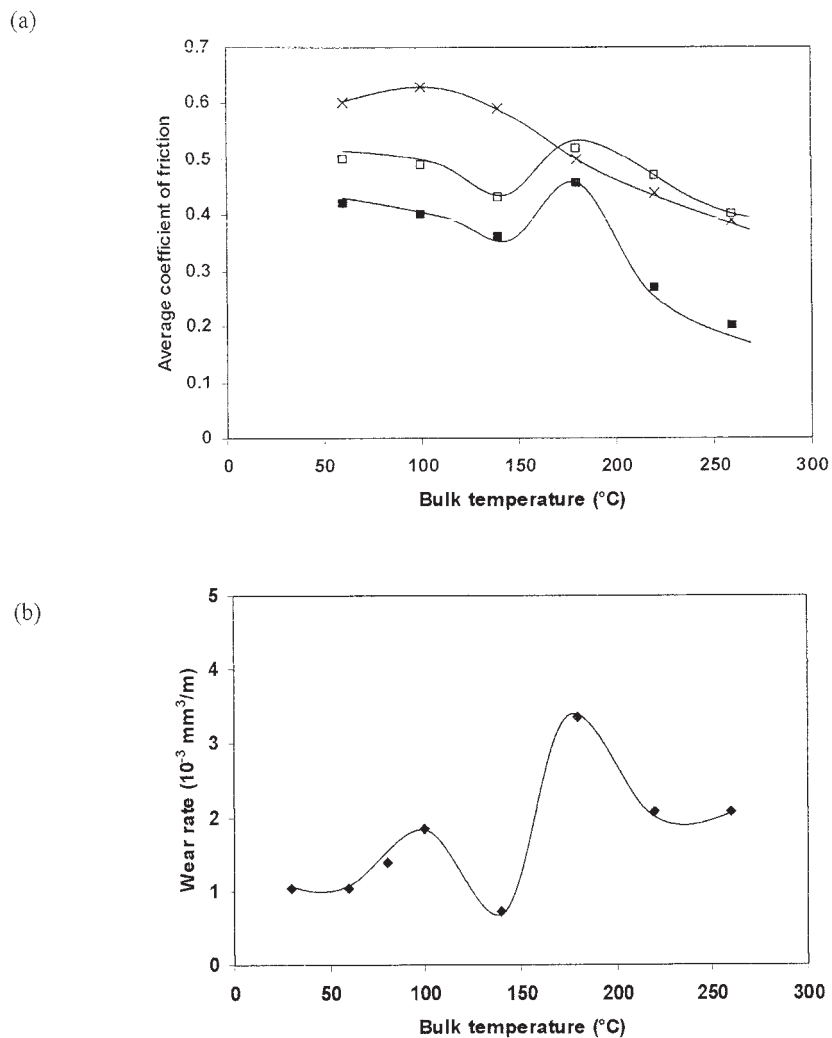 (a)
0.7
0.6
0.5
0.4
0.3
0.2
0.1
0
Average coefficient of friction
0 50 100 150 200 250 300
Bulk temperature (°C)
(b)
5
4
3
2
1
0
Wear rate (10⁻³ mm³/m)
0 50 100 150 200 250 300
Bulk temperature (°C)